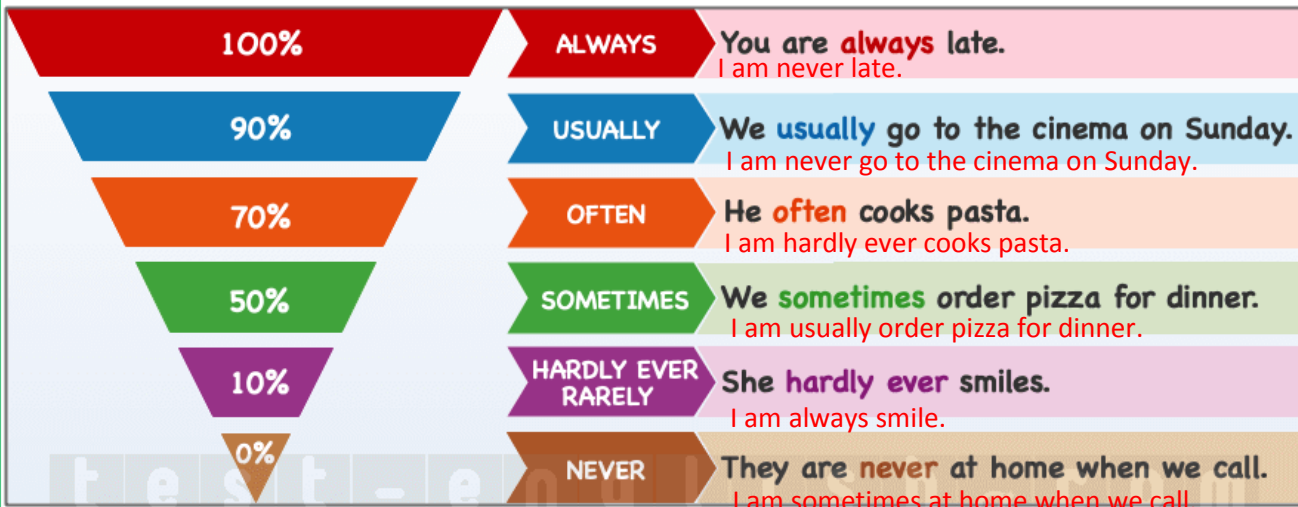 100% ALWAYS You are always late.
I am never late.
90% USUALLY We usually go to the cinema on Sunday.
I am never go to the cinema on Sunday.
70% OFTEN He often cooks pasta.
I am hardly ever cooks pasta.
50% SOMETIMES We sometimes order pizza for dinner.
I am usually order pizza for dinner.
10% HARDLY EVER RARELY She hardly ever smiles.
I am always smile.
0% NEVER They are never at home when we call.
I am sometimes at home when we call
test-english.com